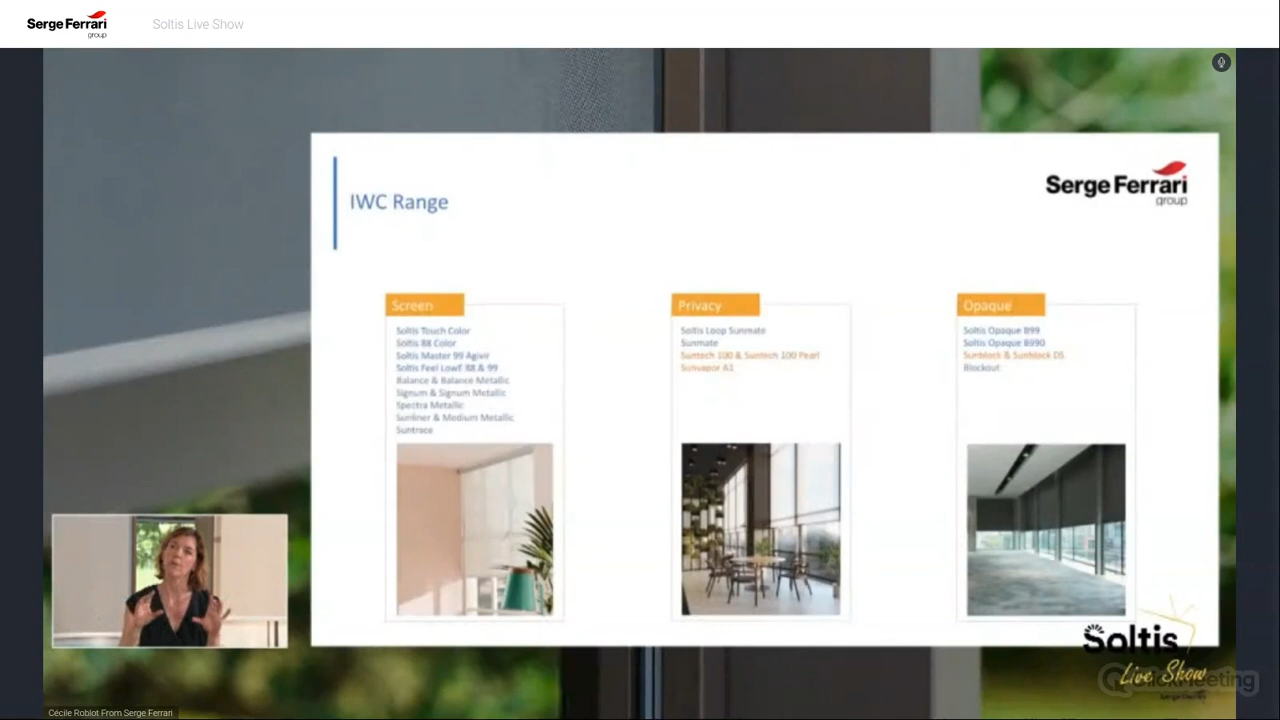 Serge Ferrari
group
Soltis Live Show
IWC Range
Serge Ferrari
group
Screen
Soltis Touch Color
Soltis 88 Color
Soltis Master 99 Agivir
Soltis Feel LowE 88 & 99
Balance & Balance Metallic
Signum & Signum Metallic
Spectra Metallic
Sunliner & Medium Metallic
Suntrace
Privacy
Soltis Loop Sunmate
Sunmate
Suntech 100 & Suntech 100 Pearl
Sunvapor A1
Opaque
Soltis Opaque B99
Soltis Opaque B990
Sunblock & Sunblock DS
Blockout
Soltis
Live Show
ClickMeeting
Cécile Roblot From Serge Ferrari